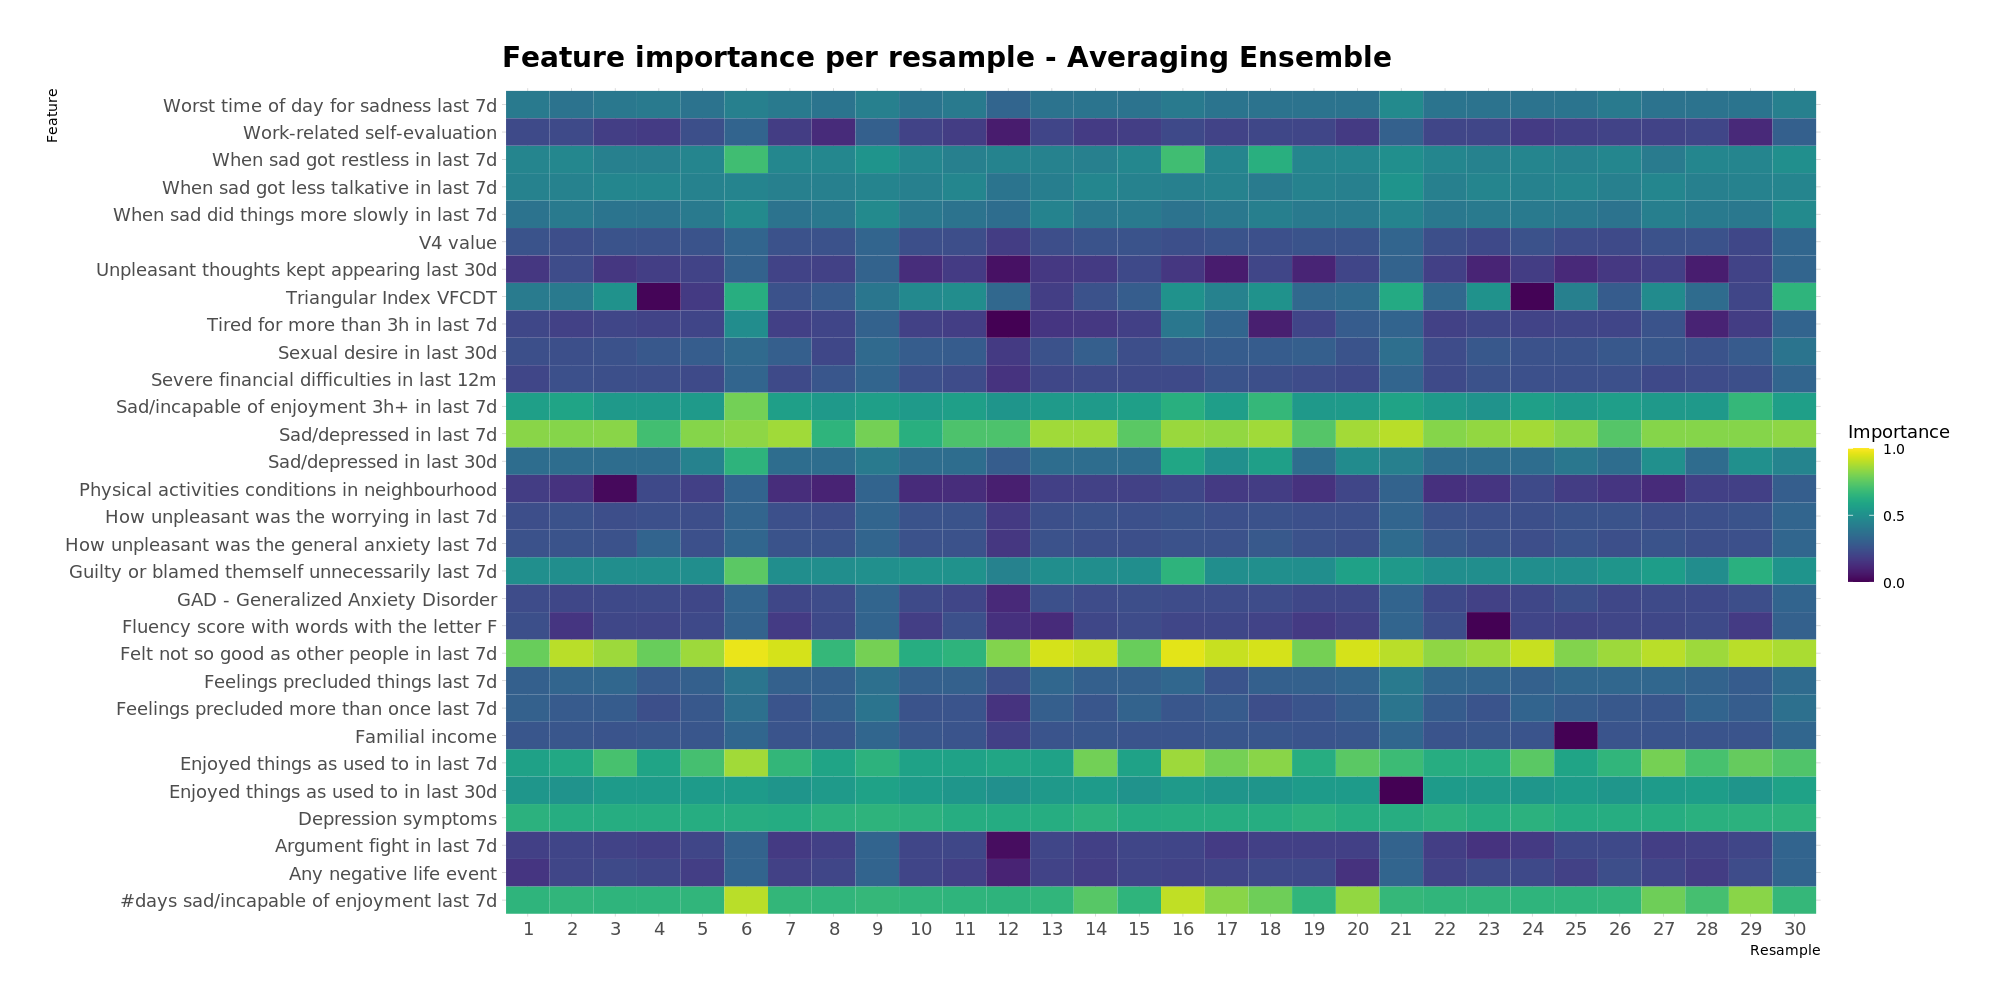 Feature importance per resample - Averaging Ensemble
Feature
Worst time of day for sadness last 7d
Work-related self-evaluation
When sad got restless in last 7d
When sad got less talkative in last 7d
When sad did things more slowly in last 7d
V4 value
Unpleasant thoughts kept appearing last 30d
Triangular Index VFCDT
Tired for more than 3h in last 7d
Sexual desire in last 30d
Severe financial difficulties in last 12m
Sad/incapable of enjoyment 3h+ in last 7d
Sad/depressed in last 7d
Sad/depressed in last 30d
Physical activities conditions in neighbourhood
How unpleasant was the worrying in last 7d
How unpleasant was the general anxiety last 7d
Guilty or blamed themself unnecessarily last 7d
GAD - Generalized Anxiety Disorder
Fluency score with words with the letter F
Felt not so good as other people in last 7d
Feelings precluded things last 7d
Feelings precluded more than once last 7d
Familial income
Enjoyed things as used to in last 7d
Enjoyed things as used to in last 30d
Depression symptoms
Argument fight in last 7d
Any negative life event
#days sad/incapable of enjoyment last 7d
1 2 3 4 5 6 7 8 9 10 11 12 13 14 15 16 17 18 19 20 21 22 23 24 25 26 27 28 29 30
Resample
Importance
1.0
0.5
0.0